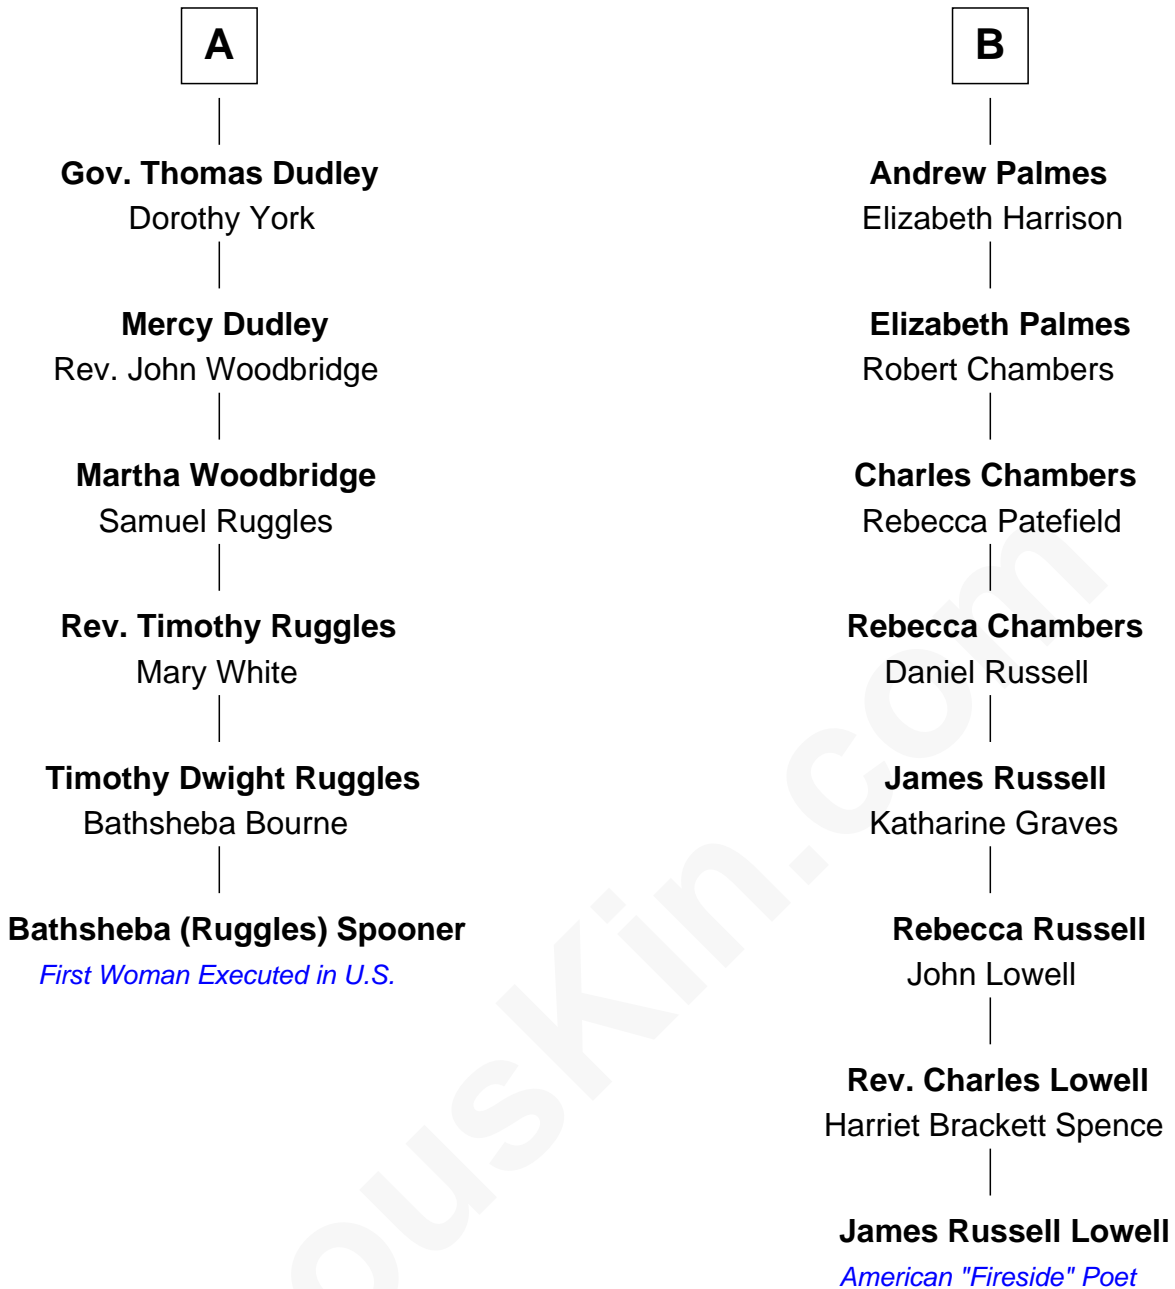 A
Gov. Thomas Dudley
Dorothy York
Mercy Dudley
Rev. John Woodbridge
Martha Woodbridge
Samuel Ruggles
Rev. Timothy Ruggles
Mary White
Timothy Dwight Ruggles
Bathsheba Bourne
Bathsheba (Ruggles) Spooner
First Woman Executed in U.S.
B
Andrew Palmes
Elizabeth Harrison
Elizabeth Palmes
Robert Chambers
Charles Chambers
Rebecca Patefield
Rebecca Chambers
Daniel Russell
James Russell
Katharine Graves
Rebecca Russell
John Lowell
Rev. Charles Lowell
Harriet Brackett Spence
James Russell Lowell
American "Fireside" Poet
ousKin.com